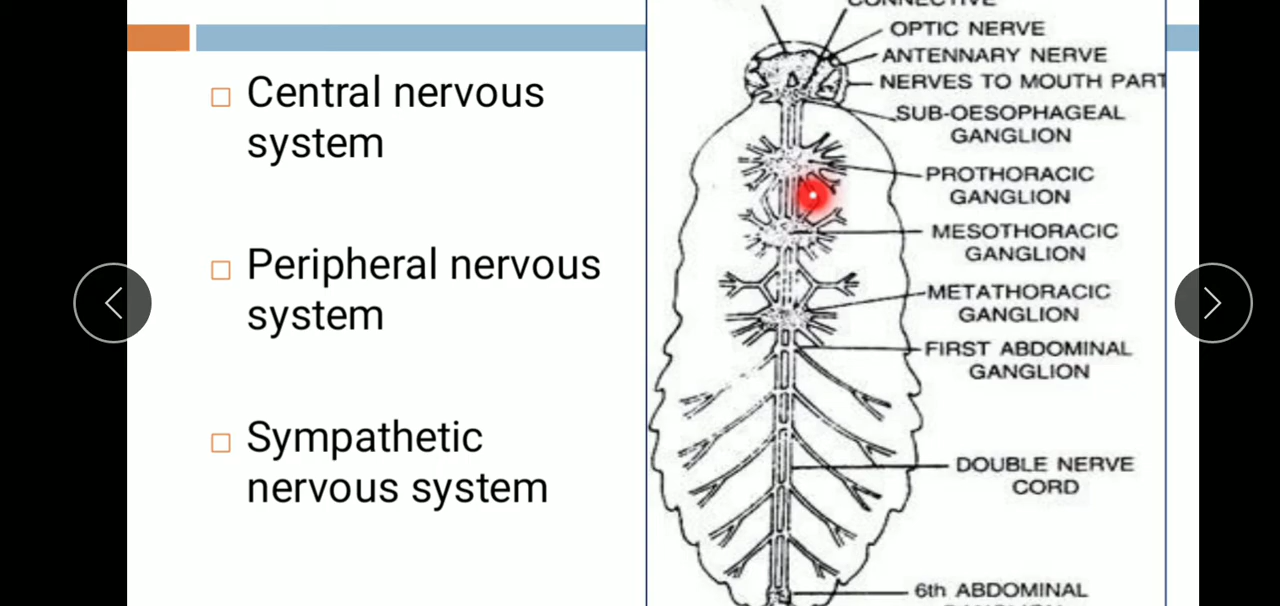 Central nervous
system
Peripheral nervous
system
Sympathetic
nervous system
CONNECTIVE
OPTIC NERVE
ANTENNARY NERVE
NERVES TO MOUTH PART
SUB-OESOPHAGEAL
GANGLION
PROTHORACIC
GANGLION
MESOTHORACIC
GANGLION
METATHORACIC
GANGLION
FIRST ABDOMINAL
GANGLION
DOUBLE NERVE
CORD
6th ABDOMINAL